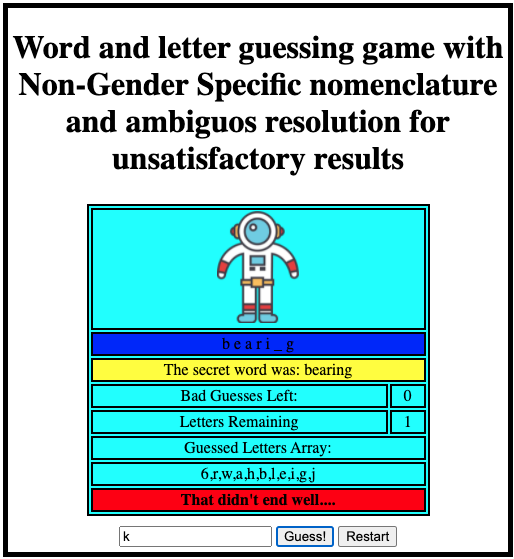 Word and letter guessing game with
Non-Gender Specific nomenclature
and ambiguos resolution for
unsatisfactory results
b e a r i _ g
The secret word was: bearing
Bad Guesses Left: 0
Letters Remaining 1
Guessed Letters Array:
6,r,w,a,h,b,l,e,i,g,j
That didn't end well....
k Guess! Restart